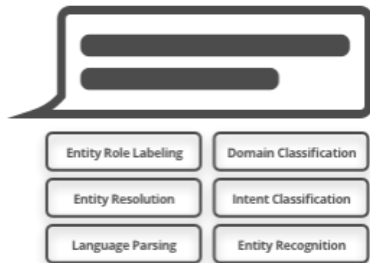 Entity Role Labeling
Domain Classification
Entity Resolution
Intent Classification
Language Parsing
Entity Recognition